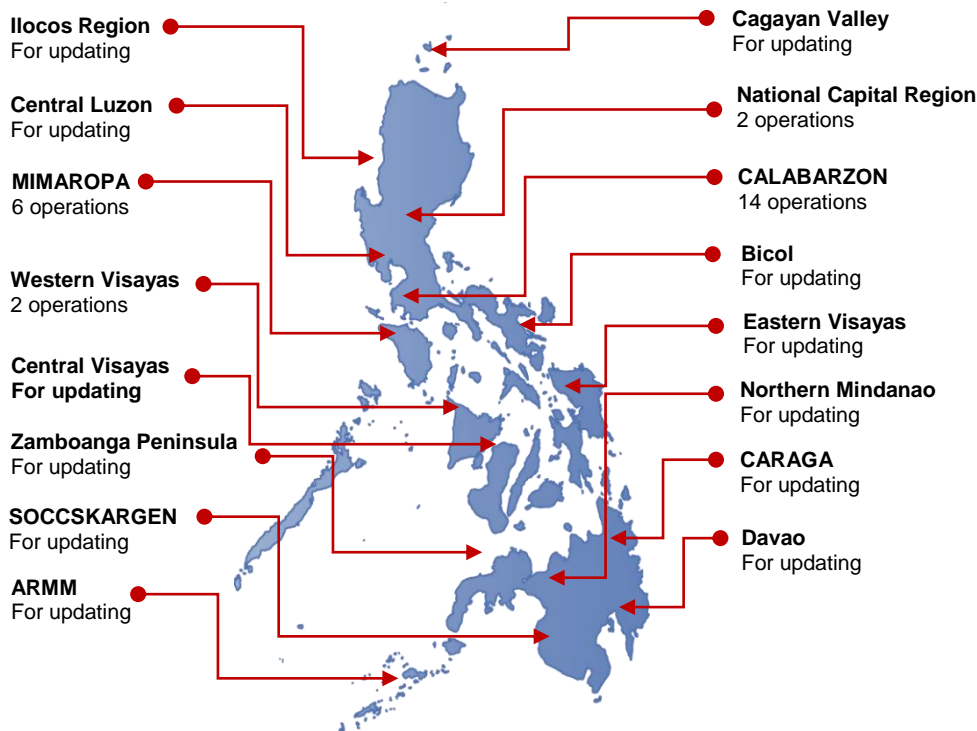 Ilocos Region
For updating
Central Luzon
For updating
MIMAROPA
6 operations
Western Visayas
2 operations
Central Visayas
For updating
Zamboanga Peninsula
For updating
SOCCSKARGEN
For updating
ARMM
For updating
Cagayan Valley
For updating
National Capital Region
2 operations
CALABARZON
14 operations
Bicol
For updating
Eastern Visayas
For updating
Northern Mindanao
For updating
CARAGA
For updating
Davao
For updating